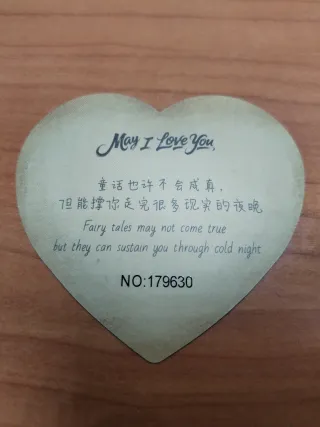 May I Love You
童话也许不会成真,
但能撑你走完很多现实的夜晚
Fairy tales may not come true
but they can sustain you through cold night
NO:179630